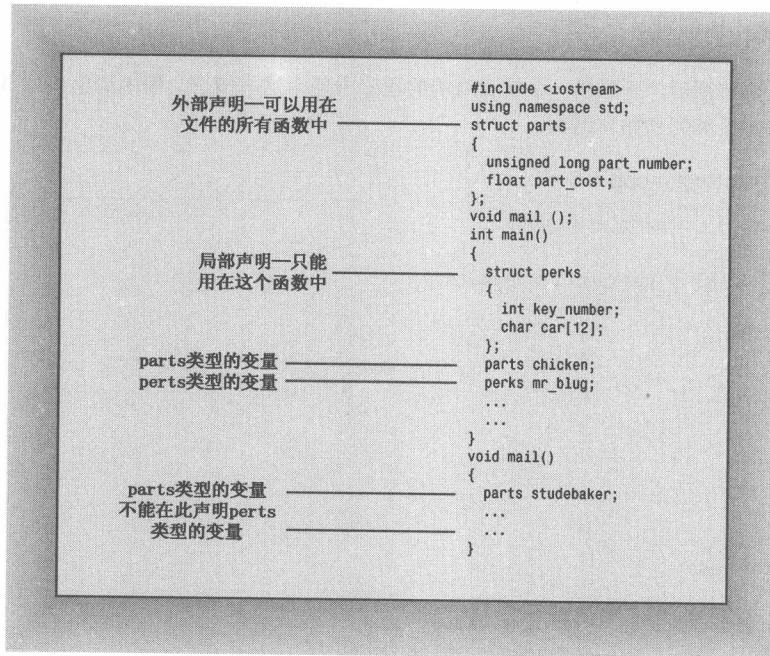 外部声明—可以用在
文件的所有函数中
局部声明—只能
用在这个函数中
parts类型的变量
perts类型的变量
parts类型的变量
不能在此声明perts
类型的变量
#include <iostream>
using namespace std;
struct parts
{
unsigned long part_number;
float part_cost;
};
void mail ();
int main()
{
struct perks
{
int key_number;
char car[12];
};
parts chicken;
perks mr_blug;
...
...
}
void mail()
{
parts studebaker;
...
...
}